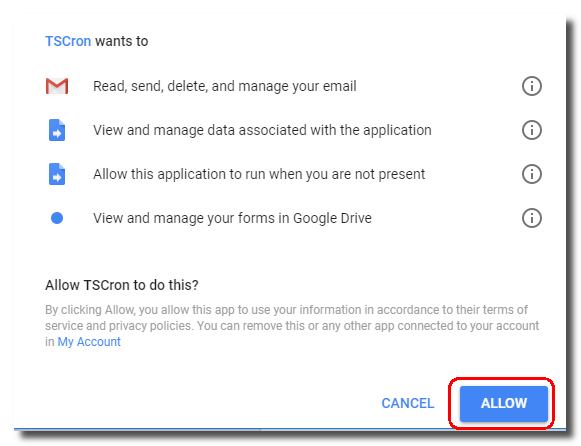 TSCron wants to
Read, send, delete, and manage your email
View and manage data associated with the application
Allow this application to run when you are not present
View and manage your forms in Google Drive
Allow TSCron to do this?
By clicking Allow, you allow this app to use your information in accordance to their terms of
service and privacy policies. You can remove this or any other app connected to your account
in My Account
CANCEL ALLOW